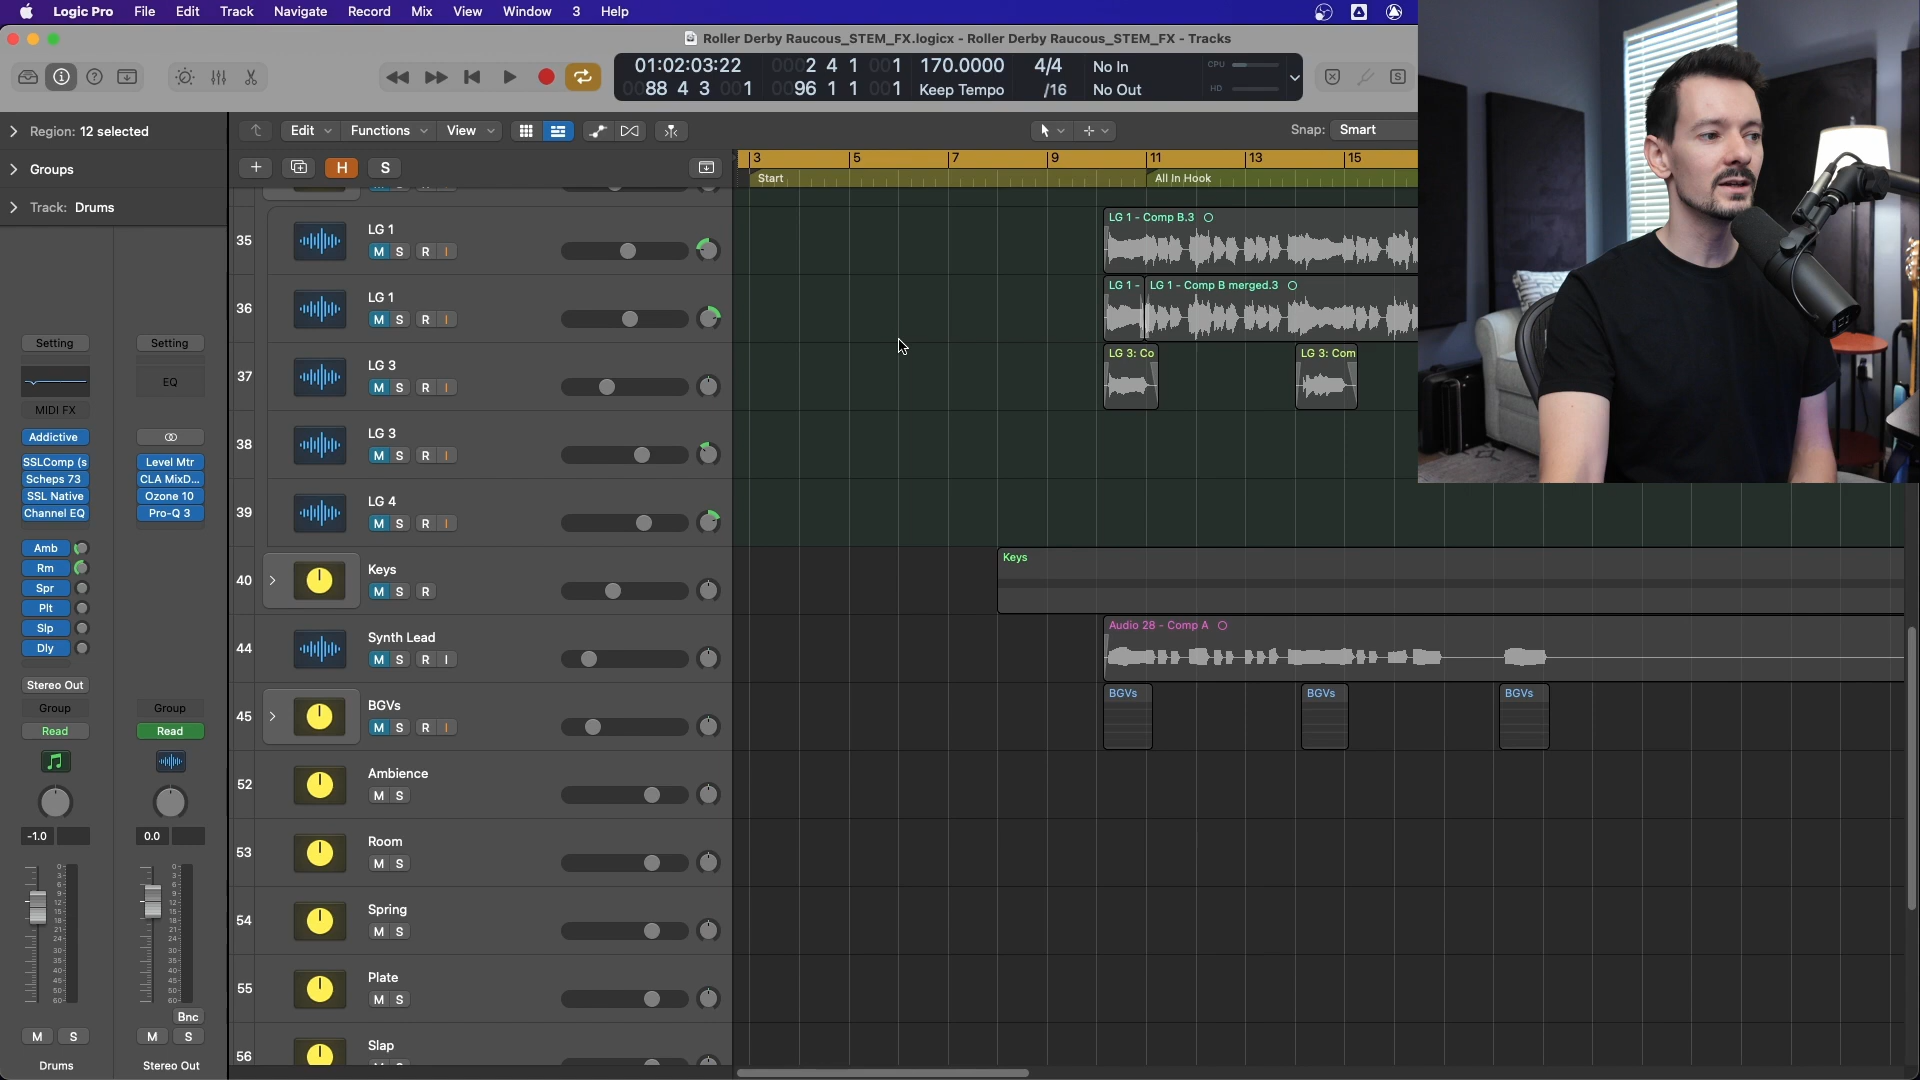 Logic Pro File Edit Track Navigate Record Mix View Window 3 Help
Roller Derby Raucous_STEM_FX.logicx - Roller Derby Raucous_STEM_FX - Tracks
01:02:03:22 0002 4 1 001 170.0000 4/4 No In CPU
0088 4 3 001 0096 1 1 001 Keep Tempo /16 No Out HD
S
Region: 12 selected
Edit Functions View Snap: Smart
Groups
H S
3 5 7 9 11 13 15
Start All In Hook
Track: Drums
35 LG 1 M S R I
LG 1 - Comp B.3
36 LG 1 M S R I
LG 1 - LG 1 - Comp B merged.3
37 LG 3 M S R I
LG 3: Co LG 3: Com
38 LG 3 M S R I
39 LG 4 M S R I
40 Keys M S R
Keys
44 Synth Lead M S R I
Audio 28 - Comp A
45 BGVs M S R I
BGVs BGVs BGVs
52 Ambience M S
53 Room M S
54 Spring M S
55 Plate M S
56 Slap
Setting Setting
EQ
MIDI FX
Addictive
SSLComp (s Level Mtr
Scheps 73 CLA MixD...
SSL Native Ozone 10
Channel EQ Pro-Q 3
Amb
Rm
Spr
Plt
Slp
Dly
Stereo Out
Group Group
Read Read
-1.0 0.0
Bnc
M S M S
Drums Stereo Out